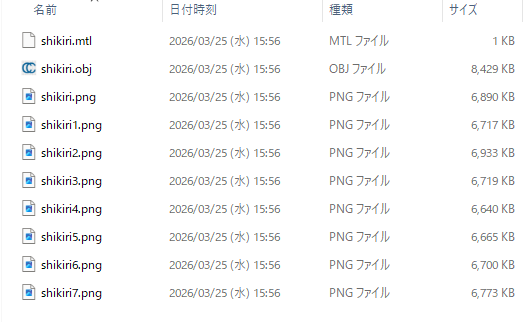 名前 日付時刻 種類 サイズ
shikiri.mtl 2026/03/25 (水) 15:56 MTL ファイル 1 KB
shikiri.obj 2026/03/25 (水) 15:56 OBJ ファイル 8,429 KB
shikiri.png 2026/03/25 (水) 15:56 PNG ファイル 6,890 KB
shikiri1.png 2026/03/25 (水) 15:56 PNG ファイル 6,717 KB
shikiri2.png 2026/03/25 (水) 15:56 PNG ファイル 6,933 KB
shikiri3.png 2026/03/25 (水) 15:56 PNG ファイル 6,719 KB
shikiri4.png 2026/03/25 (水) 15:56 PNG ファイル 6,640 KB
shikiri5.png 2026/03/25 (水) 15:56 PNG ファイル 6,665 KB
shikiri6.png 2026/03/25 (水) 15:56 PNG ファイル 6,700 KB
shikiri7.png 2026/03/25 (水) 15:56 PNG ファイル 6,773 KB